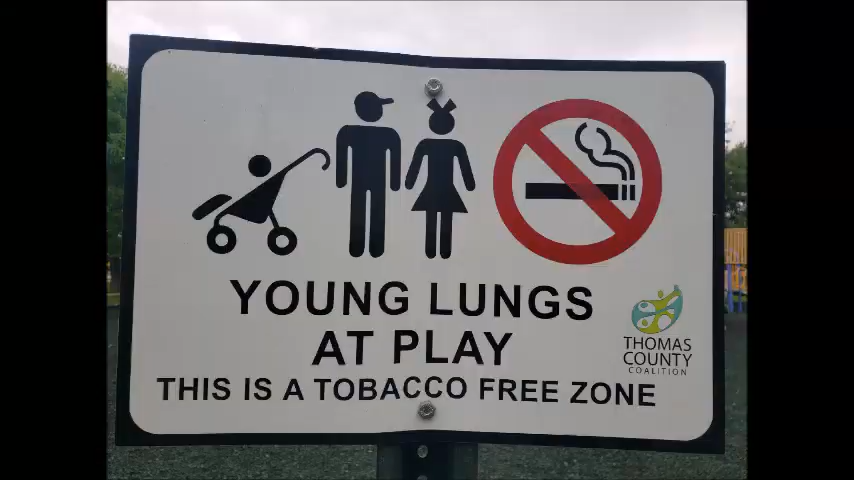 YOUNG LUNGS
AT PLAY
THIS IS A TOBACCO FREE ZONE
THOMAS
COUNTY
COALITION